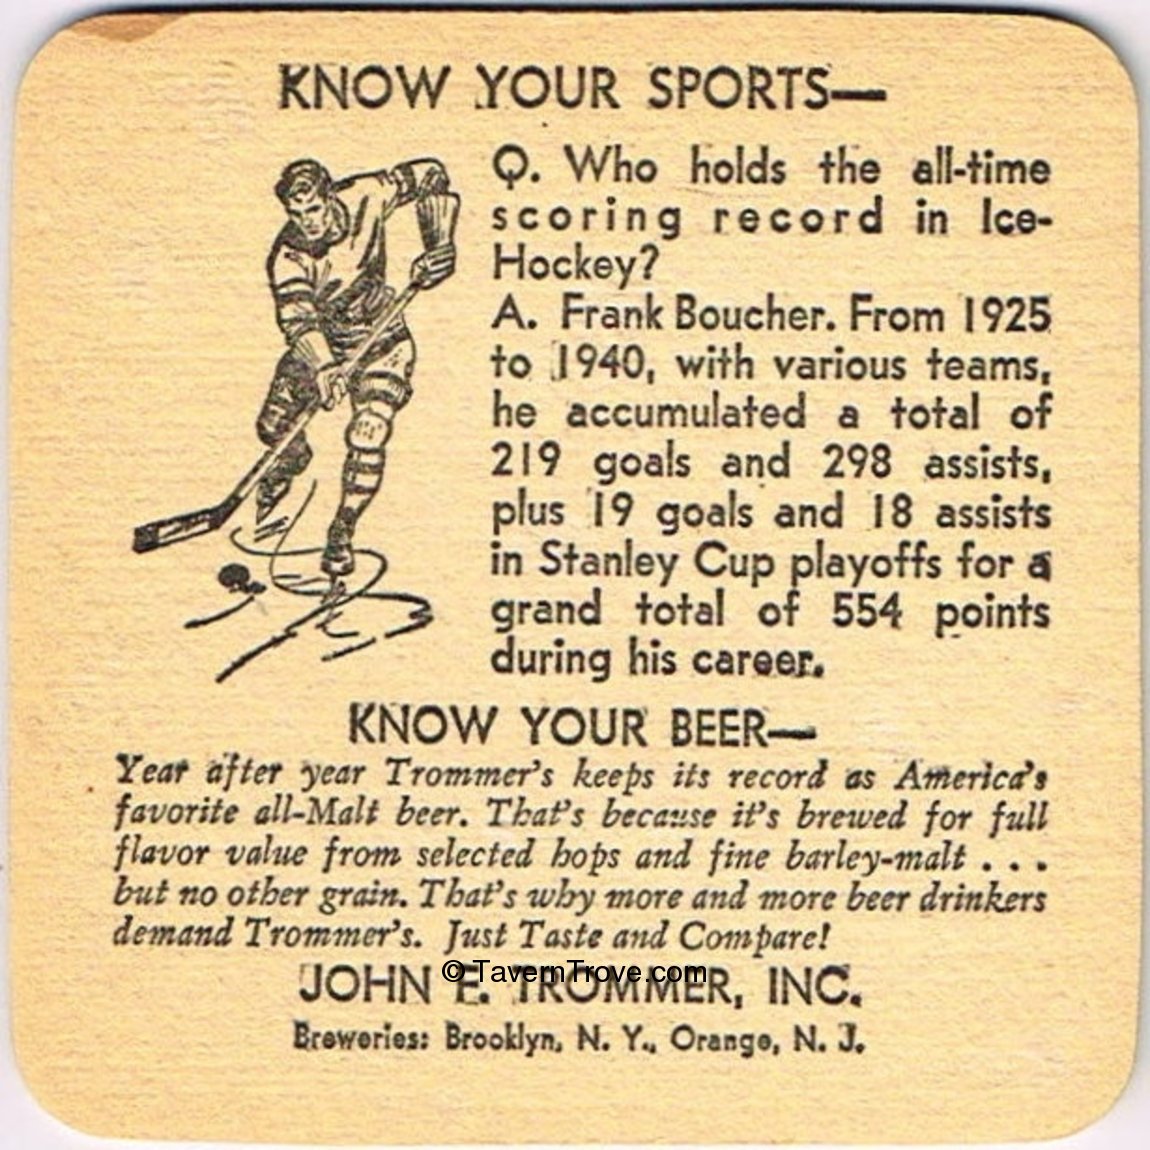 KNOW YOUR SPORTS—
Q. Who holds the all-time
scoring record in Ice-
Hockey?
A. Frank Boucher. From 1925
to 1940, with various teams,
he accumulated a total of
219 goals and 298 assists,
plus 19 goals and 18 assists
in Stanley Cup playoffs for a
grand total of 554 points
during his career.
KNOW YOUR BEER—
Year after year Trommer's keeps its record as America's
favorite all-Malt beer. That's because it's brewed for full
flavor value from selected hops and fine barley-malt . . .
but no other grain. That's why more and more beer drinkers
demand Trommer's. Just Taste and Compare!
© TavernTrove.com
JOHN F. TROMMER, INC.
Breweries: Brooklyn, N. Y., Orange, N. J.